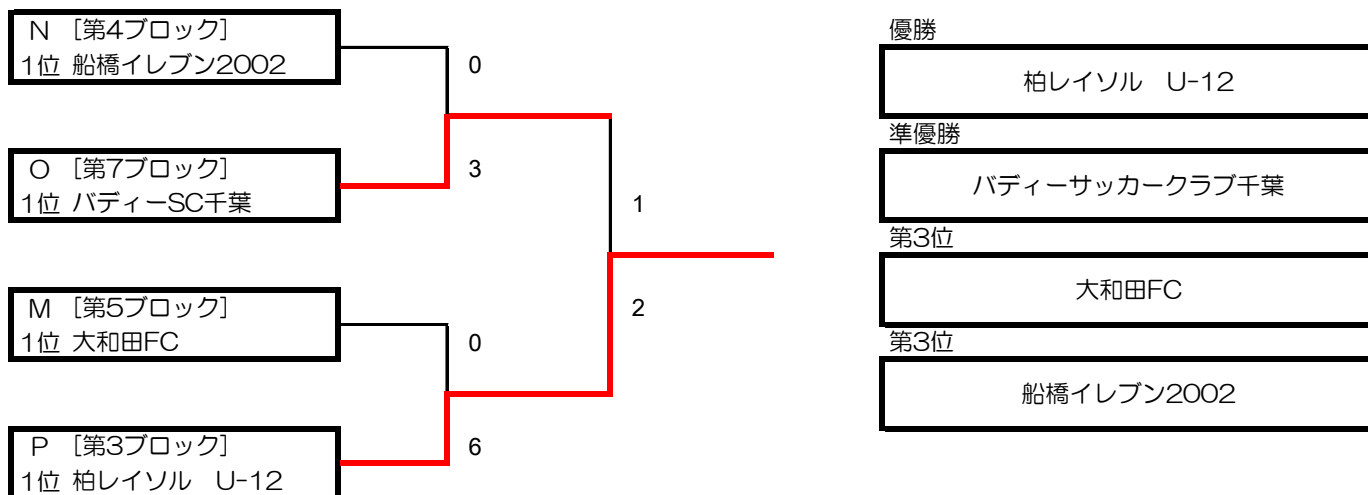 N [第4ブロック]
1位 船橋イレブン2002
0
O [第7ブロック]
1位 バディーSC千葉
3
1
M [第5ブロック]
1位 大和田FC
0
2
P [第3ブロック]
1位 柏レイソル　U-12
6
優勝
柏レイソル　U-12
準優勝
バディーサッカークラブ千葉
第3位
大和田FC
第3位
船橋イレブン2002